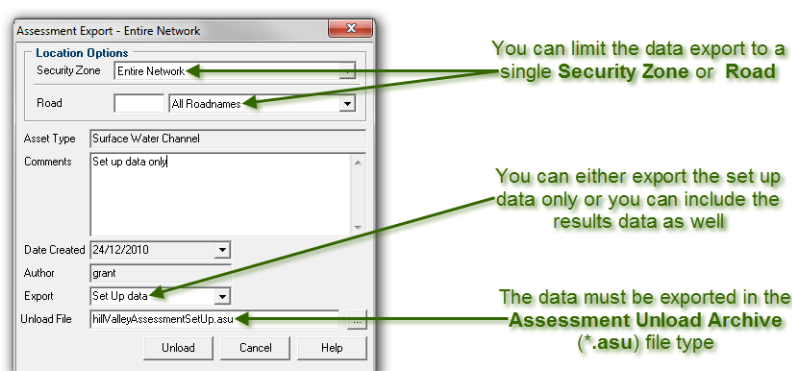 Assessment Export - Entire Network
Location Options
Security Zone Entire Network
Road All Roadnames
Asset Type Surface Water Channel
Comments Set up data only
Date Created 24/12/2010
Author grant
Export Set Up data
Unload File hillValleyAssessmentSetUp.asu ...
Unload Cancel Help
You can limit the data export to a
single Security Zone or Road
You can either export the set up
data only or you can include the
results data as well
The data must be exported in the
Assessment Unload Archive
(*.asu) file type